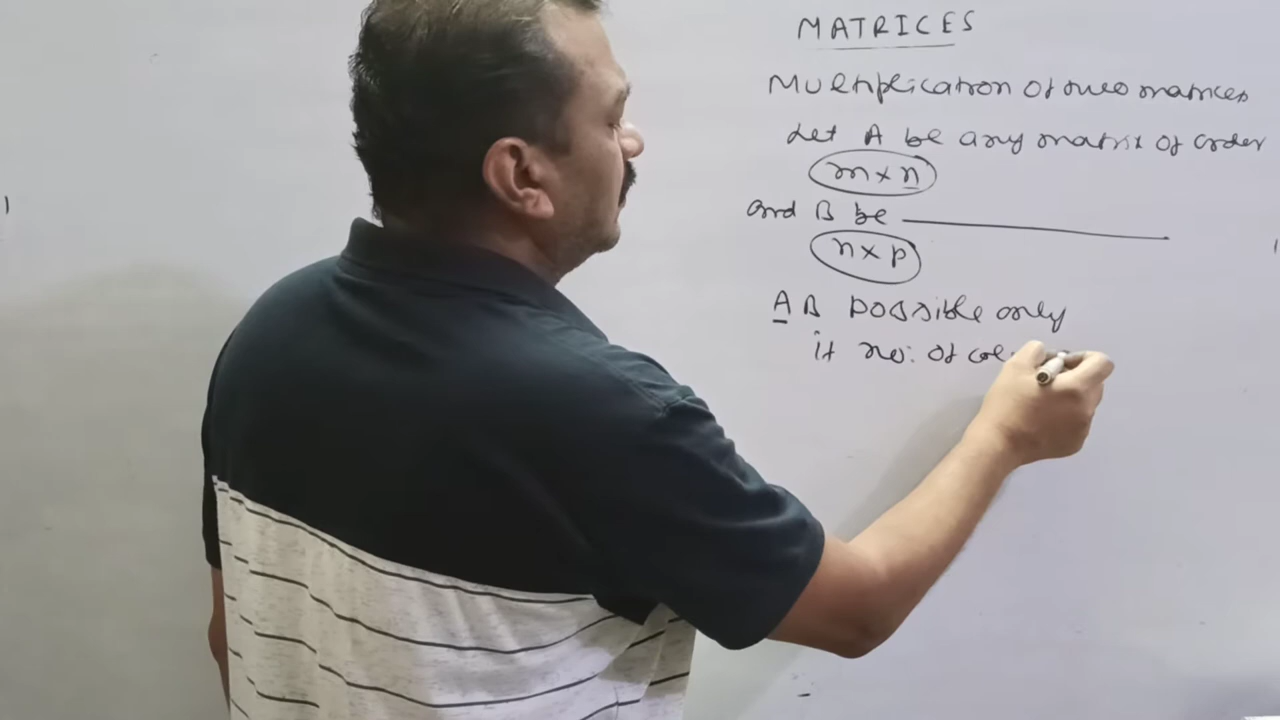 MATRICES
Multiplication of two matrices
Let A be any matrix of order
m×n
and B be
n×p
AB possible only
if no: of col